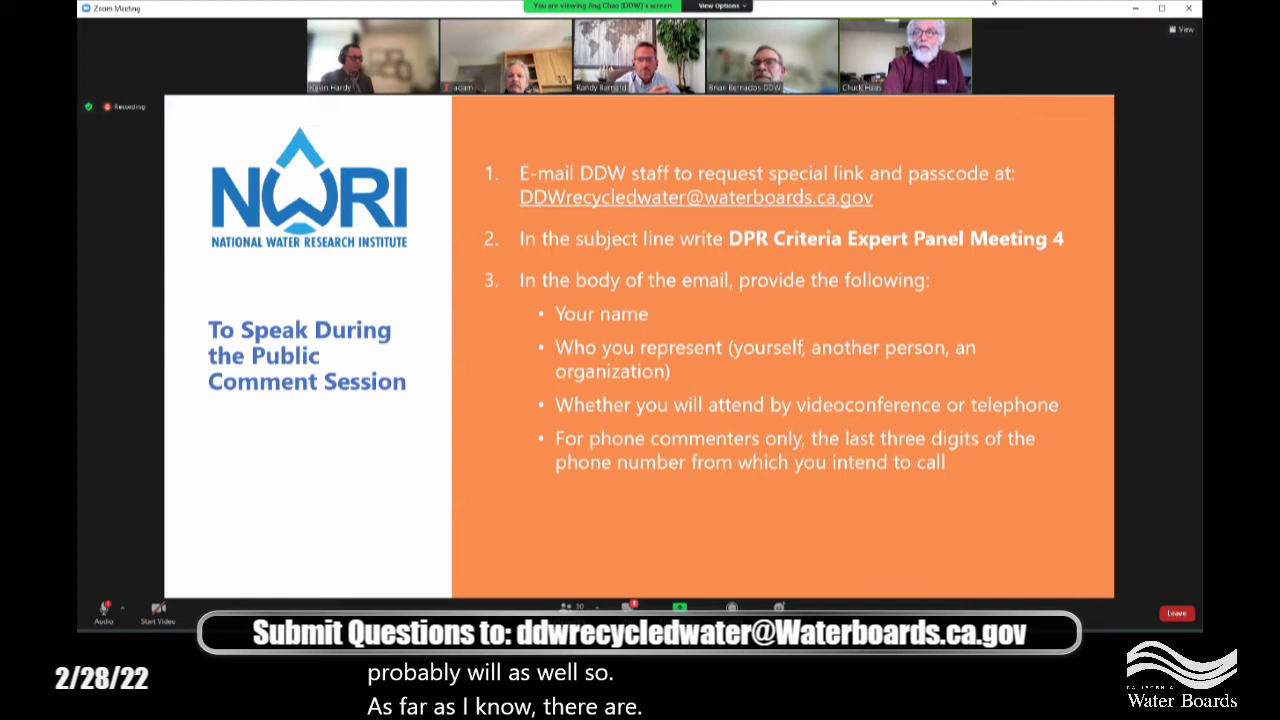 Zoom Meeting
You are viewing Jing Chao (DDW)'s screen
View Options
View
Kevin Hardy
adam
Randy Barnard
Brian Bernados DDW
Chuck Haas
Recording
NWRI
NATIONAL WATER RESEARCH INSTITUTE
To Speak During
the Public
Comment Session
1. E-mail DDW staff to request special link and passcode at:
DDWrecycledwater@waterboards.ca.gov
2. In the subject line write DPR Criteria Expert Panel Meeting 4
3. In the body of the email, provide the following:
• Your name
• Who you represent (yourself, another person, an
organization)
• Whether you will attend by videoconference or telephone
• For phone commenters only, the last three digits of the
phone number from which you intend to call
30
Audio
Start Video
Leave
Submit Questions to: ddwrecycledwater@Waterboards.ca.gov
2/28/22
probably will as well so.
As far as I know, there are.
CALIFORNIA
Water Boards